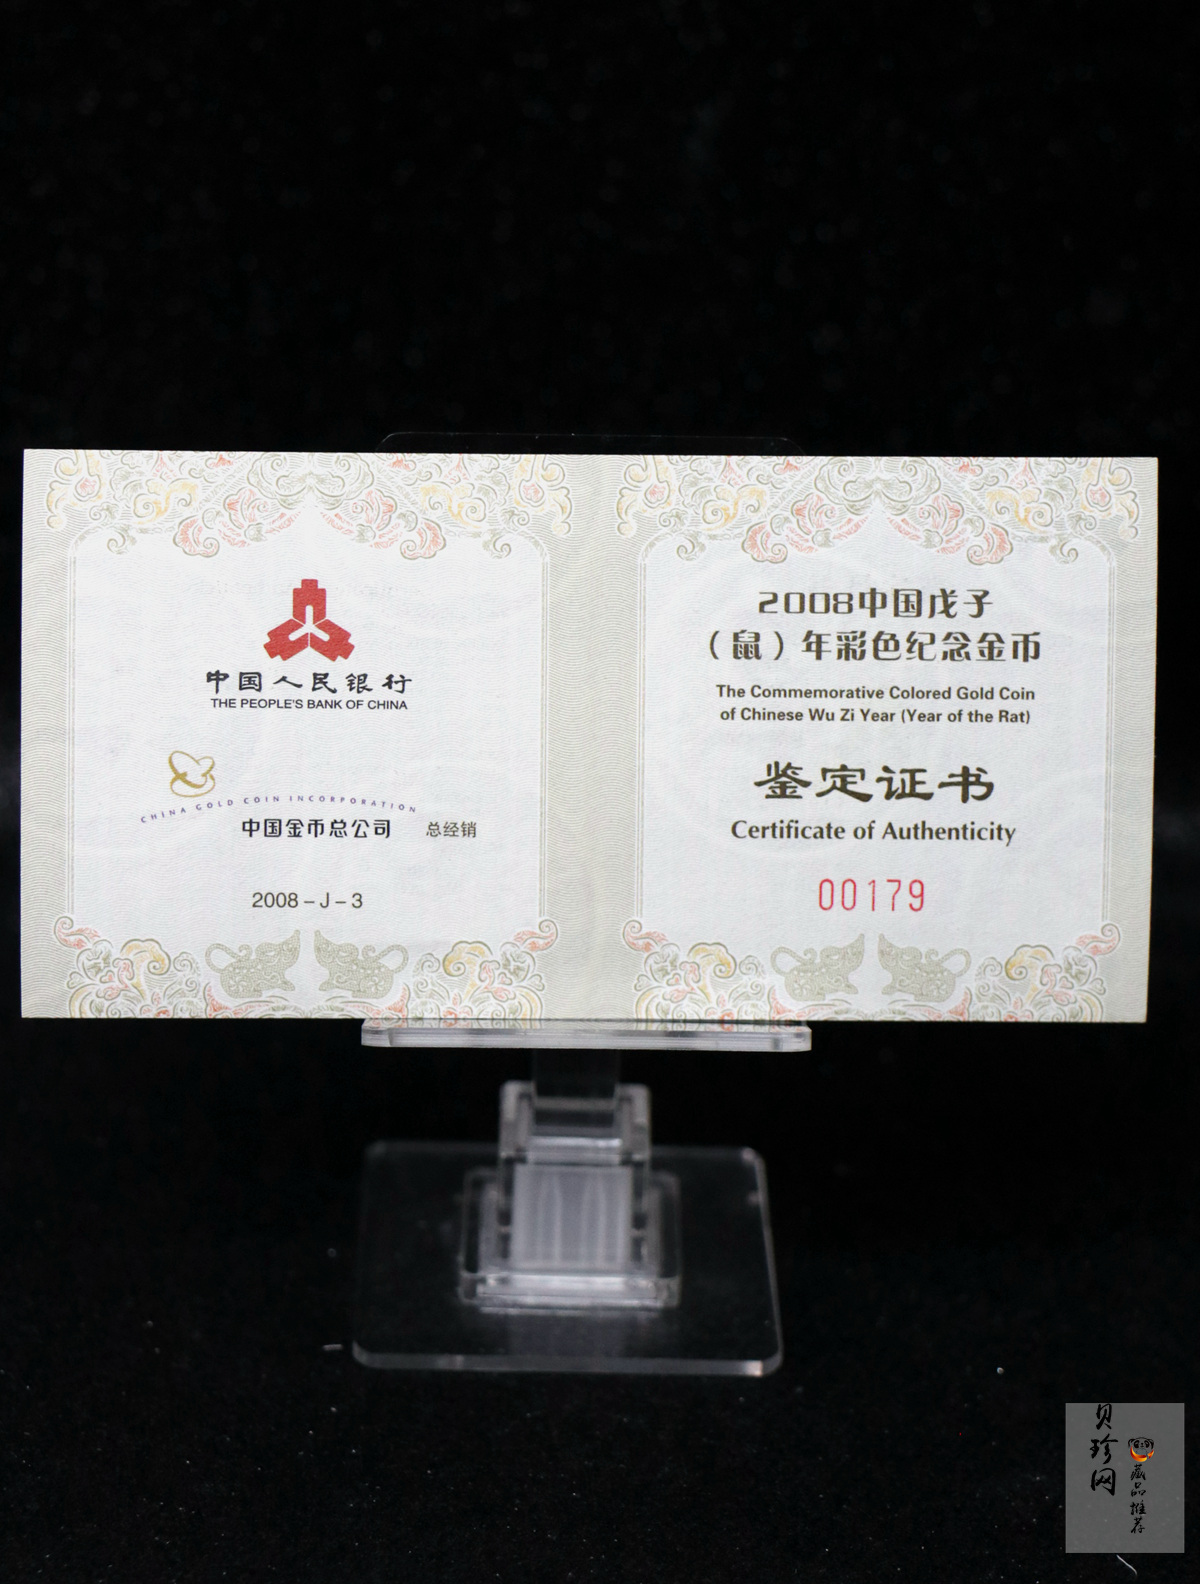 中国人民银行
THE PEOPLE'S BANK OF CHINA
CHINA GOLD COIN INCORPORATION
中国金币总公司 总经销
2008-J-3
2008中国戊子
（鼠）年彩色纪念金币
The Commemorative Colored Gold Coin
of Chinese Wu Zi Year (Year of the Rat)
鉴定证书
Certificate of Authenticity
00179
贝珍网
藏品推荐